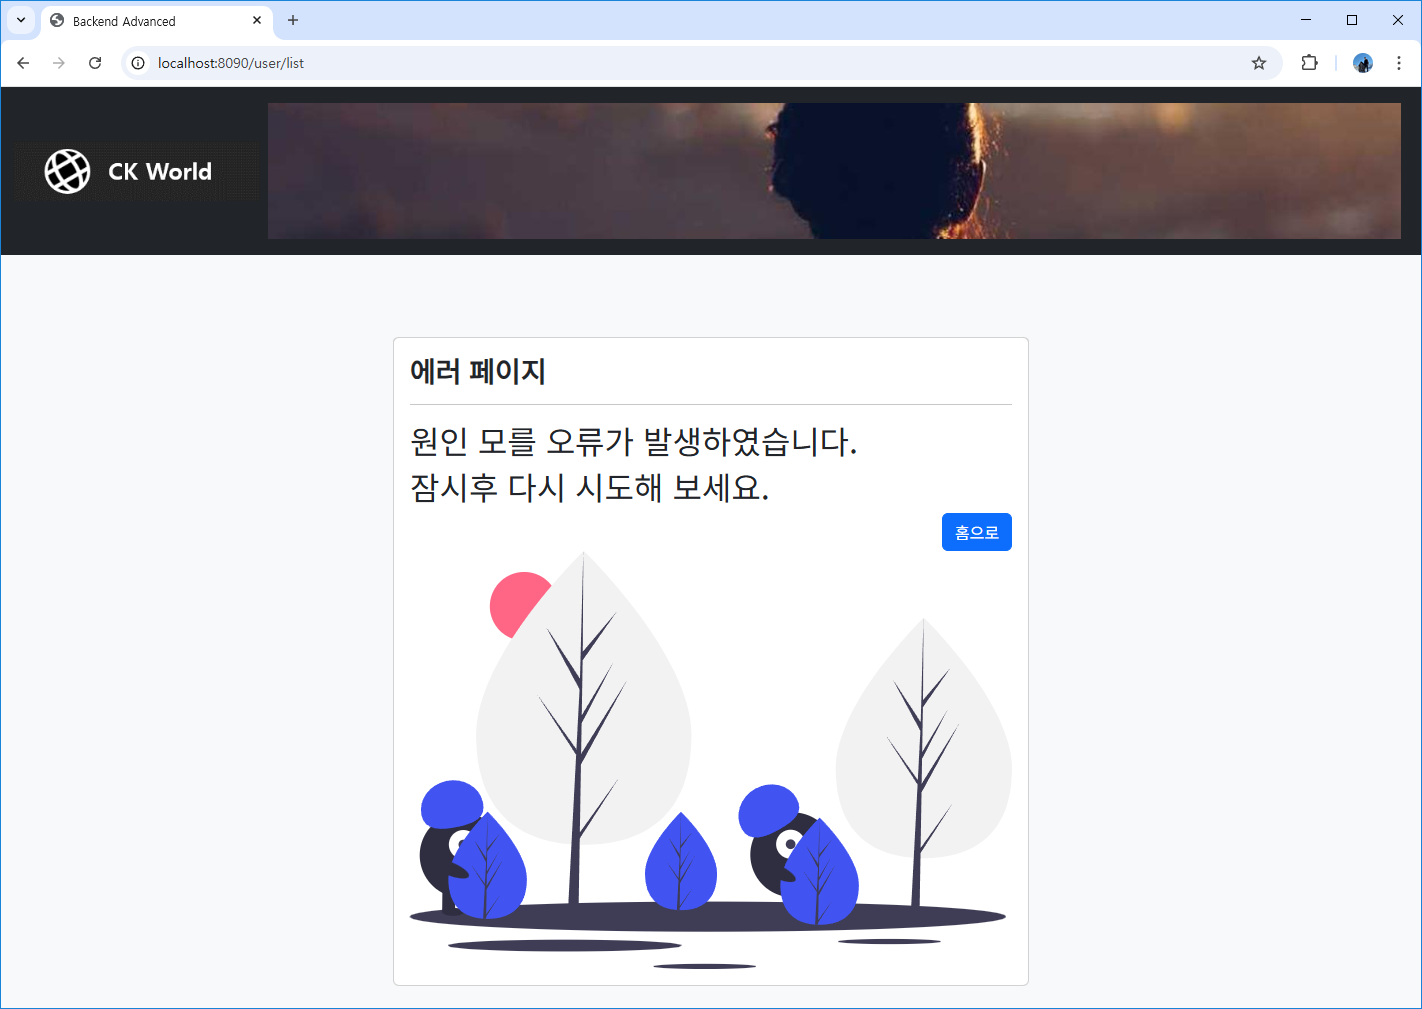 Backend Advanced
localhost:8090/user/list
CK World
에러 페이지
원인 모를 오류가 발생하였습니다.
잠시후 다시 시도해 보세요.
홈으로